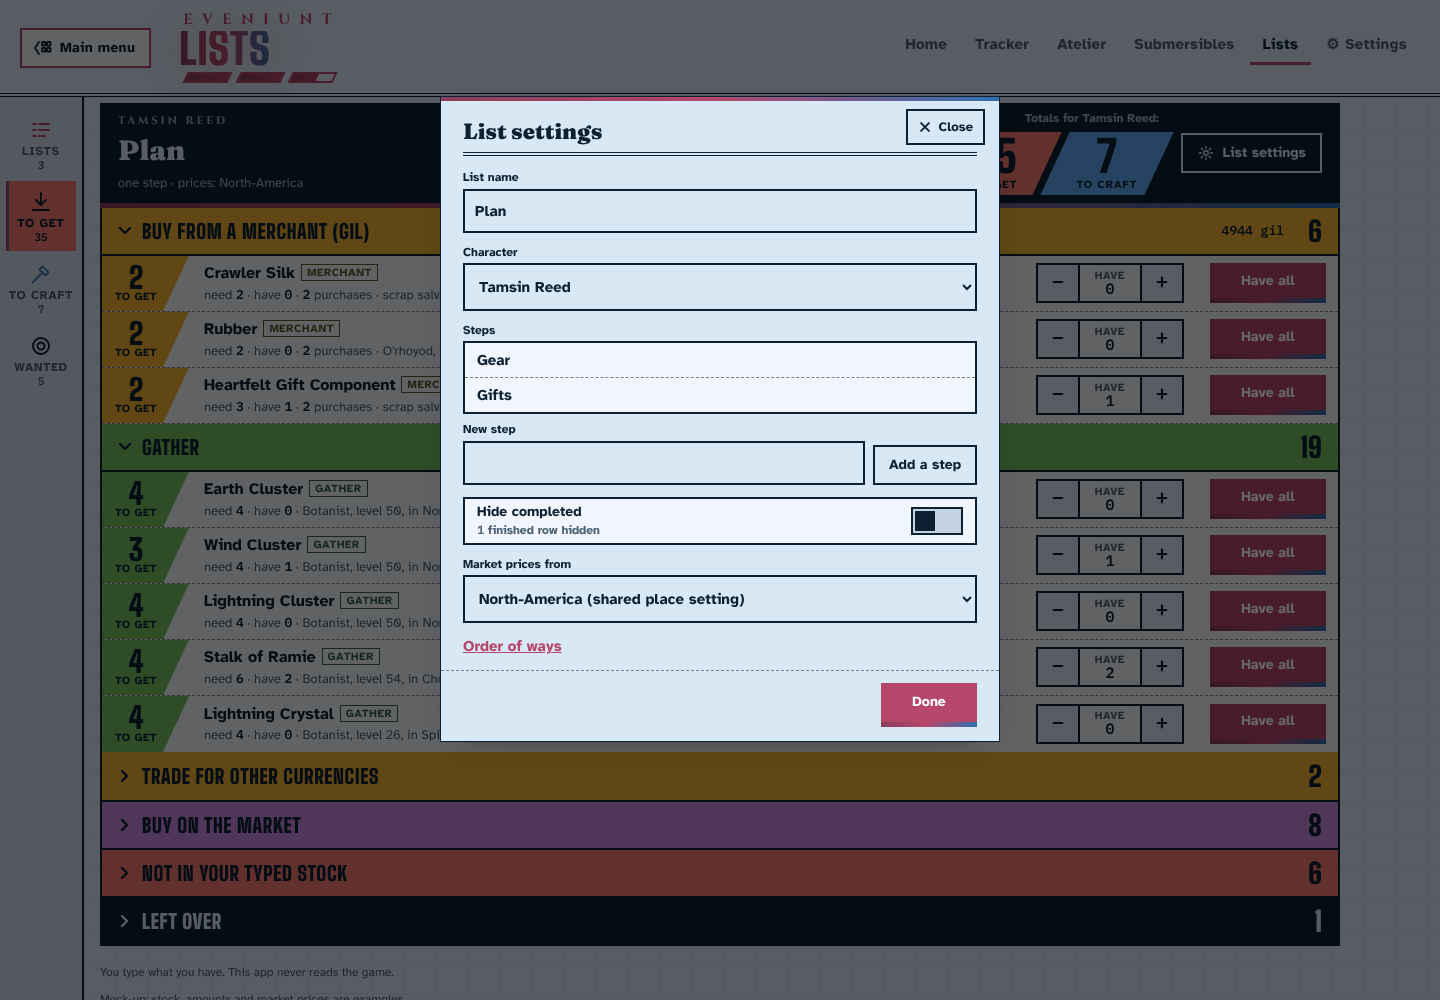 Main menu
EVENIUNT
LISTS
Home
Tracker
Atelier
Submersibles
Lists
Settings
LISTS
3
TO GET
35
TO CRAFT
7
WANTED
5
TAMSIN REED
Plan
one step · prices: North-America
Totals for Tamsin Reed:
7
TO CRAFT
List settings
BUY FROM A MERCHANT (GIL)
4944 gil
6
2
TO GET
Crawler Silk
MERCHANT
need 2 · have 0 · 2 purchases · scrap
HAVE
0
Have all
2
TO GET
Rubber
MERCHANT
need 2 · have 0 · 2 purchases · O'rhoyod,
HAVE
0
Have all
2
TO GET
Heartfelt Gift Component
need 3 · have 1 · 2 purchases · scrap
HAVE
1
Have all
GATHER
19
4
TO GET
Earth Cluster
GATHER
need 4 · have 0 · Botanist, level 50, in
HAVE
0
Have all
3
TO GET
Wind Cluster
GATHER
need 4 · have 1 · Botanist, level 50, in
HAVE
1
Have all
4
TO GET
Lightning Cluster
GATHER
need 4 · have 0 · Botanist, level 50, in
HAVE
0
Have all
4
TO GET
Stalk of Ramie
GATHER
need 6 · have 2 · Botanist, level 54, in
HAVE
2
Have all
4
TO GET
Lightning Crystal
GATHER
need 4 · have 0 · Botanist, level 26, in
HAVE
0
Have all
TRADE FOR OTHER CURRENCIES
2
BUY ON THE MARKET
8
NOT IN YOUR TYPED STOCK
6
LEFT OVER
1
You type what you have. This app never reads the game.
Mock-up: stock, amounts and market prices are examples
List settings
Close
List name
Plan
Character
Tamsin Reed
Steps
Gear
Gifts
New step
Add a step
Hide completed
1 finished row hidden
Market prices from
North-America (shared place setting)
Order of ways
Done